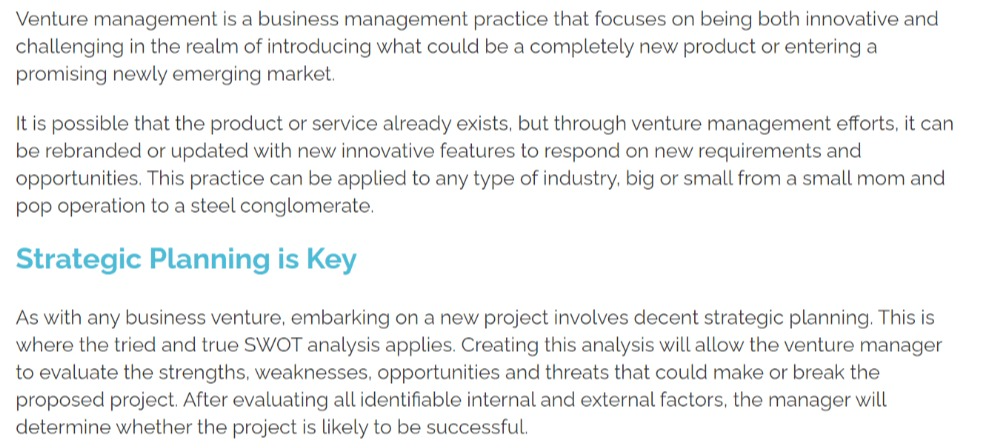 Venture management is a business management practice that focuses on being both innovative and
challenging in the realm of introducing what could be a completely new product or entering a
promising newly emerging market.
It is possible that the product or service already exists, but through venture management efforts, it can
be rebranded or updated with new innovative features to respond on new requirements and
opportunities. This practice can be applied to any type of industry, big or small from a small mom and
pop operation to a steel conglomerate.
Strategic Planning is Key
As with any business venture, embarking on a new project involves decent strategic planning. This is
where the tried and true SWOT analysis applies. Creating this analysis will allow the venture manager
to evaluate the strengths, weaknesses, opportunities and threats that could make or break the
proposed project. After evaluating all identifiable internal and external factors, the manager will
determine whether the project is likely to be successful.